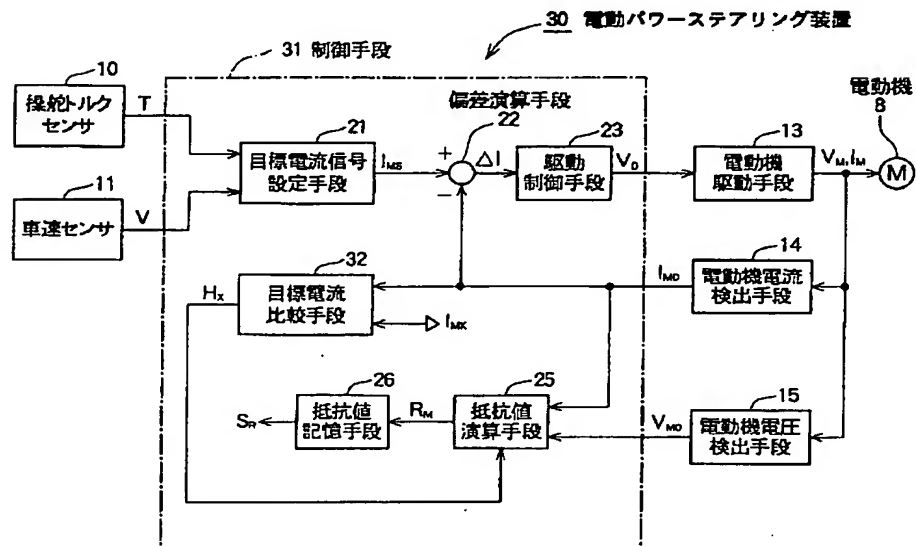 30 電動パワーステアリング装置
31 制御手段
10
操舵トルク
センサ
T
11
車速センサ
V
21
目標電流信号
設定手段
IMS
偏差演算手段
22
+
−
ΔI
23
駆動
制御手段
VO
13
電動機
駆動手段
VM,IM
電動機
8
M
14
電動機電流
検出手段
IMO
32
目標電流
比較手段
HX
IMX
26
抵抗値
記憶手段
SR
RM
25
抵抗値
演算手段
VMO
15
電動機電圧
検出手段